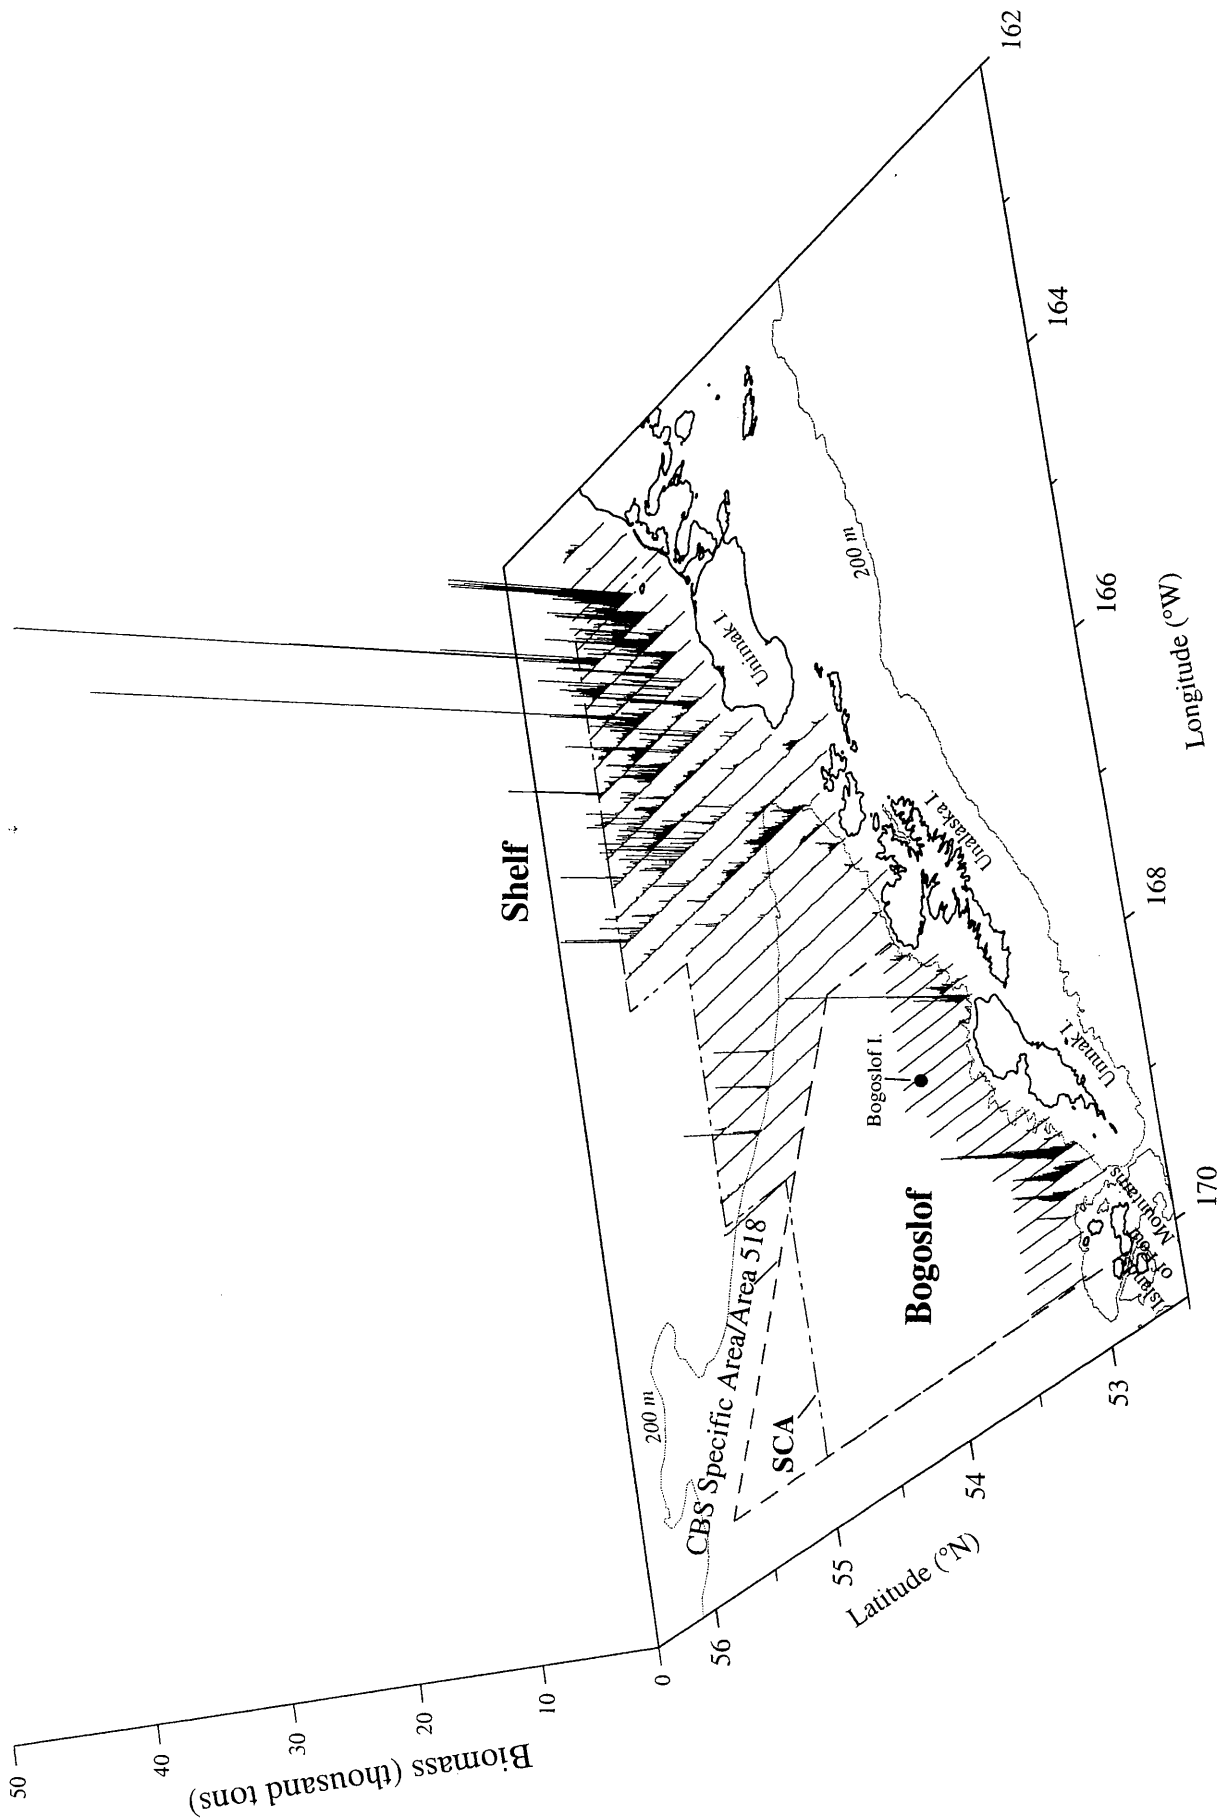 50
40
30
20
10
0
Biomass (thousand tons)
56
55
54
53
Latitude (°N)
170
168
166
164
162
Longitude (°W)
Shelf
Bogoslof
SCA
CBS Specific Area/Area 518
200 m
200 m
Bogoslof I.
Unimak I.
Unalaska I.
Umnak I.
Islands
of Four
Mountains